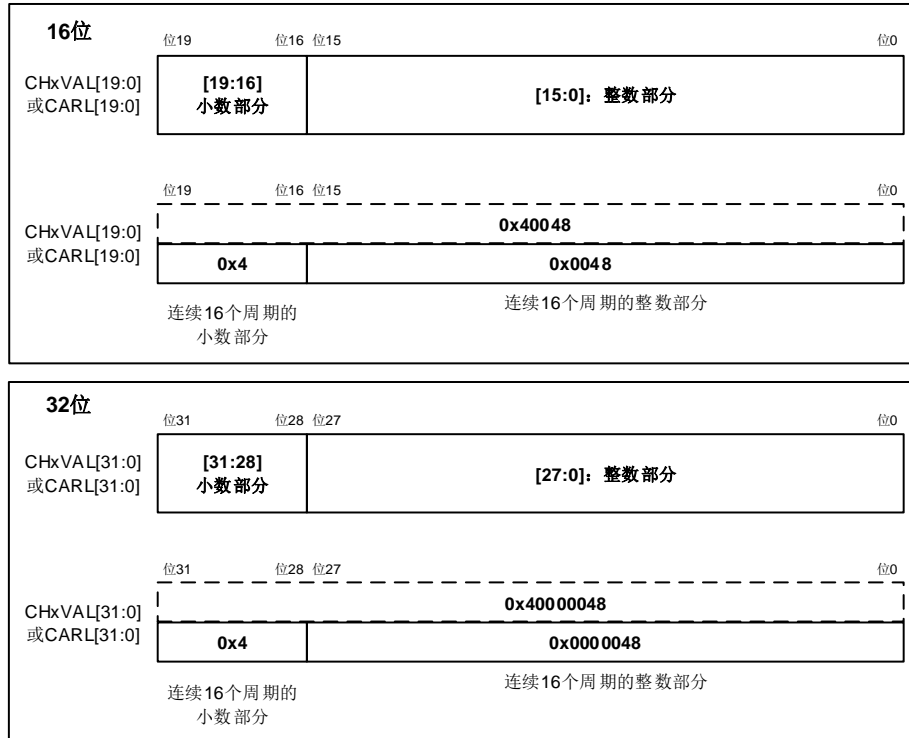 16位
位19 位16 位15 位0
CHxVAL[19:0]
或CARL[19:0]
[19:16]
小数部分
[15:0]：整数部分
位19 位16 位15 位0
CHxVAL[19:0]
或CARL[19:0]
0x40048
0x4 0x0048
连续16个周期的
小数部分
连续16个周期的整数部分
32位
位31 位28 位27 位0
CHxVAL[31:0]
或CARL[31:0]
[31:28]
小数部分
[27:0]：整数部分
位31 位28 位27 位0
CHxVAL[31:0]
或CARL[31:0]
0x40000048
0x4 0x0000048
连续16个周期的
小数部分
连续16个周期的整数部分